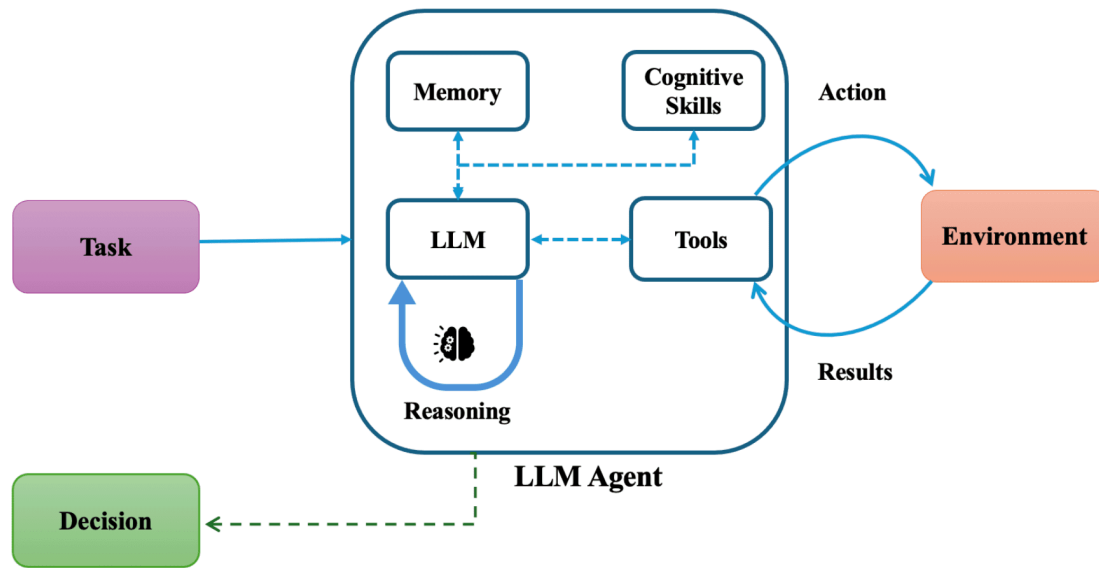 Memory
Cognitive
Skills
Action
Task
LLM
Tools
Environment
Reasoning
Results
LLM Agent
Decision